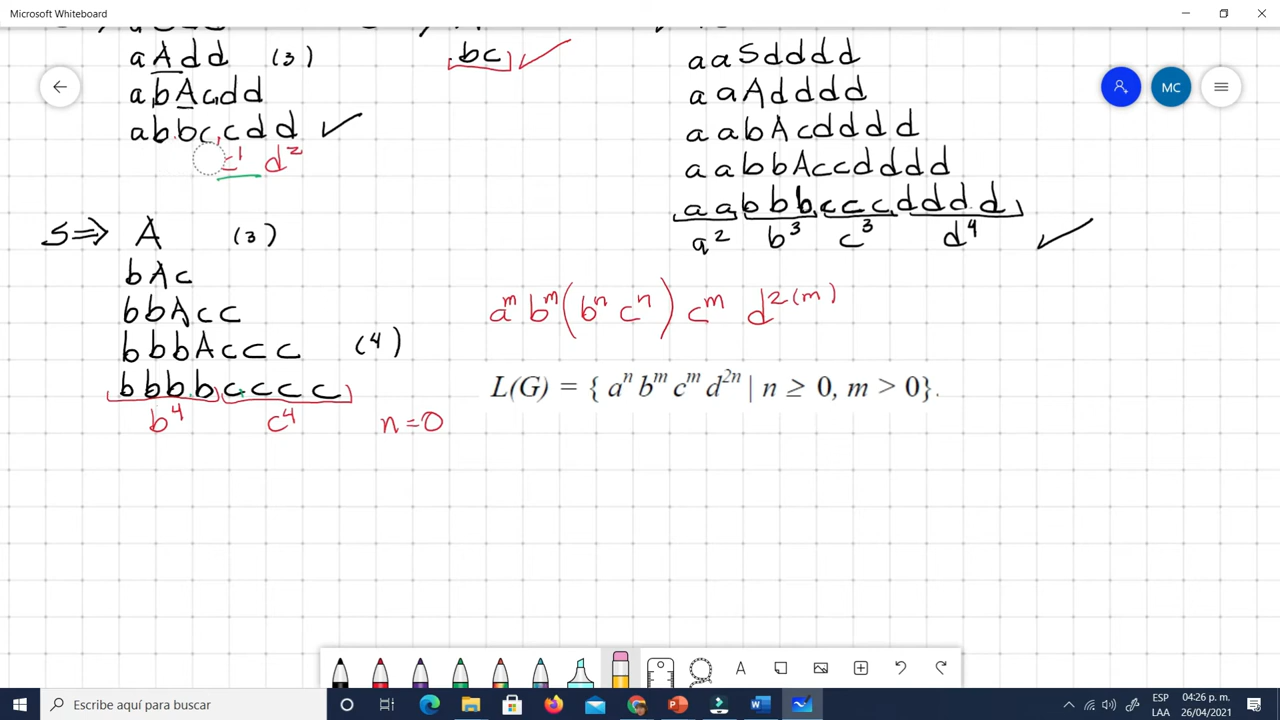 Microsoft Whiteboard
aAdd (3)
abAcdd
abbccdd ✓
c¹ d²
bc ✓
S⇒ A (3)
bAc
bbAcc
bbbAccc (4)
bbbbcccc
b⁴ c⁴ n=0
aaSdddd
aaAdddd
aabAcdddd
aabbAccdddd
aabbbcccdddd
a² b³ c³ d⁴ ✓
aᵐ bᵐ (bⁿ cⁿ) cᵐ d²⁽ᵐ⁾
L(G) = { aⁿ bᵐ cᵐ d²ⁿ | n ≥ 0, m > 0}.
MC
A
Escribe aquí para buscar
ESP
LAA
04:26 p. m.
26/04/2021